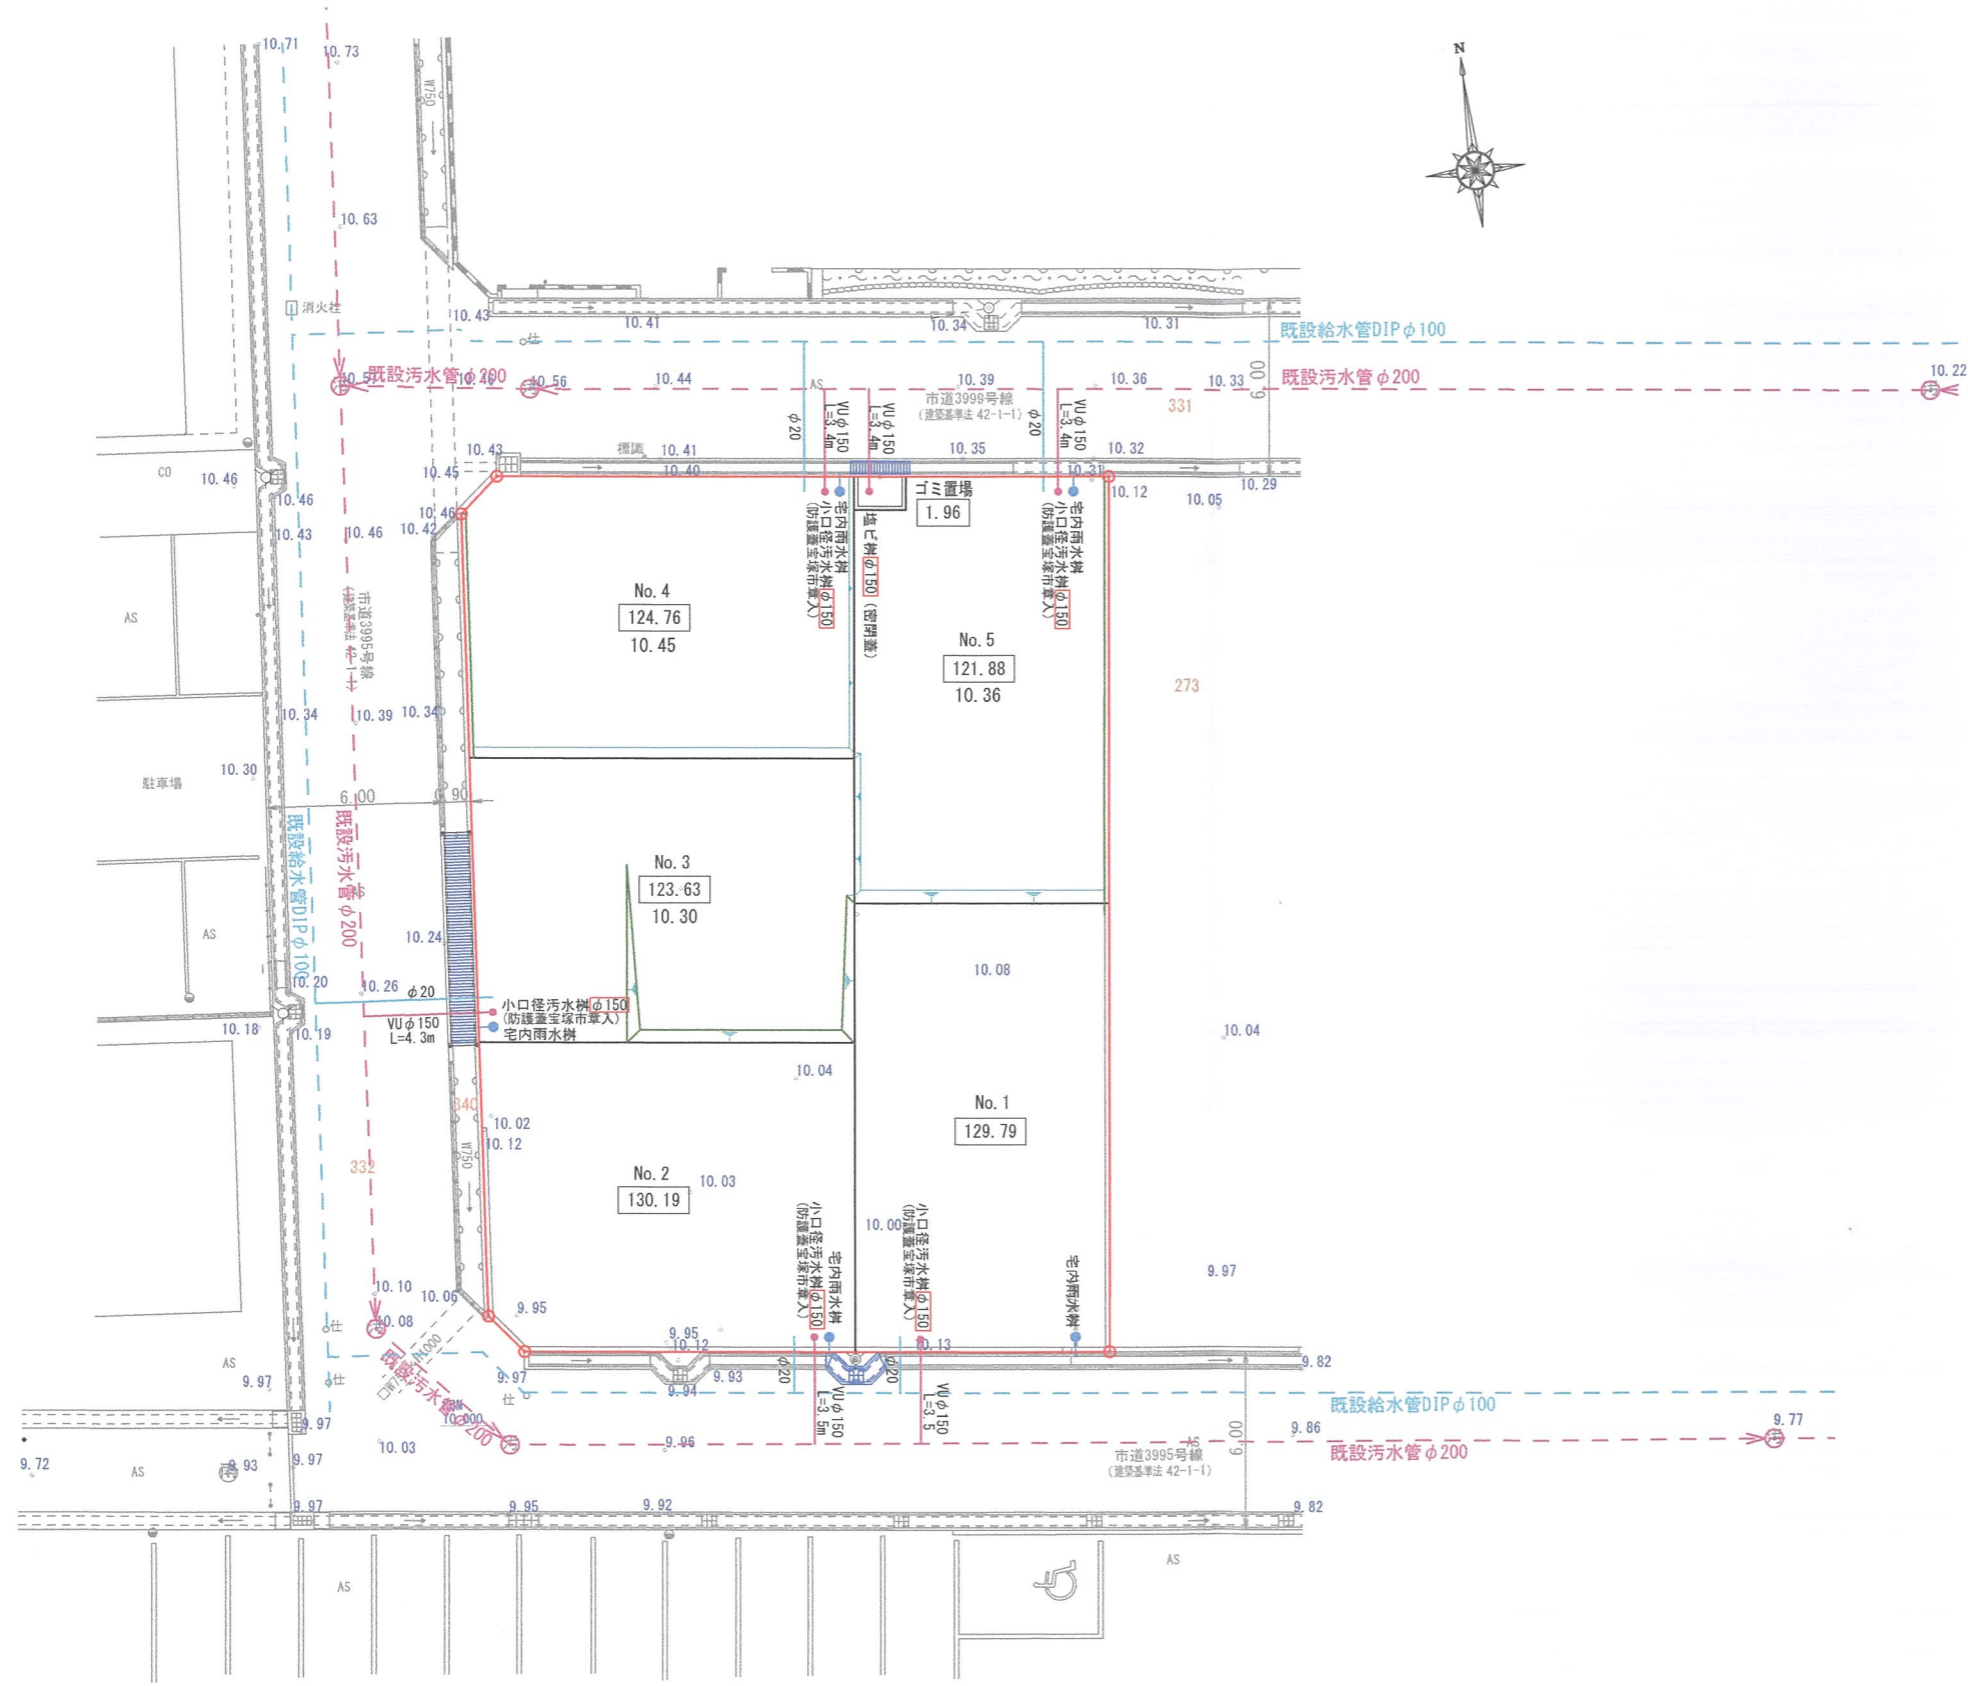 10.71
10.73
N
W750
10.63
消火栓
10.43
10.41
10.34
10.31
既設給水管DIPφ100
仕
既設汚水管φ200
10.56
10.44
AS
10.39
10.36
10.33
既設汚水管φ200
10.22
6.00
市道3999号線
(建築基準法 42-1-1)
331
φ20
VUφ150
L=3.4m
VUφ150
L=3.4m
φ20
VUφ150
L=3.4m
10.43
標識
10.41
10.35
10.32
CO
10.46
10.45
10.40
10.31
10.12
10.05
10.29
10.46
10.46
10.42
10.43
10.46
ゴミ置場
1.96
宅内雨水桝
小口径汚水桝φ150
(防護蓋宝塚市章入)
塩ビ桝φ150 (密閉蓋)
宅内雨水桝
小口径汚水桝φ150
(防護蓋宝塚市章入)
AS
市道3995号線
(建築基準法 42-1-1)
No.4
124.76
10.45
No.5
121.88
10.36
273
10.34
10.39
10.34
10.30
駐車場
6.00
90
既設給水管DIPφ100
既設汚水管φ200
No.3
123.63
10.30
AS
10.24
10.08
10.20
10.26
φ20
小口径汚水桝φ150
(防護蓋宝塚市章入)
宅内雨水桝
VUφ150
L=4.3m
10.18
10.19
10.04
10.04
340
10.02
10.12
W750
332
No.1
129.79
No.2
130.19
10.03
10.00
小口径汚水桝φ150
(防護蓋宝塚市章入)
宅内雨水桝
小口径汚水桝φ150
(防護蓋宝塚市章入)
宅内雨水桝
9.97
10.10
10.06
9.95
10.08
仕
9.95
10.12
10.13
9.82
AS
9.97
仕
既設汚水管φ200
9.97
仕
9.93
9.94
φ20
VUφ150
L=3.5m
φ20
VUφ150
L=3.5
既設給水管DIPφ100
10.000
9.97
10.03
9.96
9.86
9.77
6.00
AS
市道3995号線
(建築基準法 42-1-1)
既設汚水管φ200
9.72
AS
雨
9.93
9.97
9.97
9.95
9.92
9.82
AS
AS